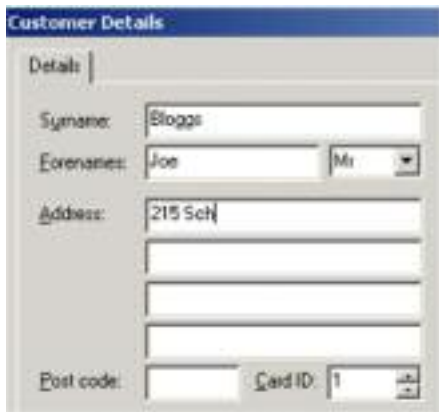 Customer Details
Details
Surname: Bloggs
Forenames: Joe Mr
Address: 215 Sch
Post code: Card ID: 1